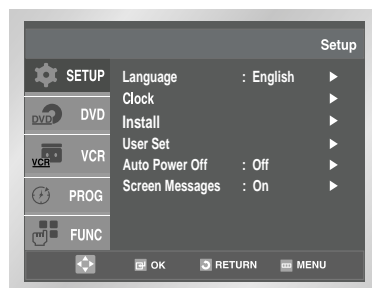 Setup
SETUP
DVD DVD
VCR VCR
PROG
FUNC
Language : English
Clock
Install
User Set
Auto Power Off : Off
Screen Messages : On
OK RETURN MENU